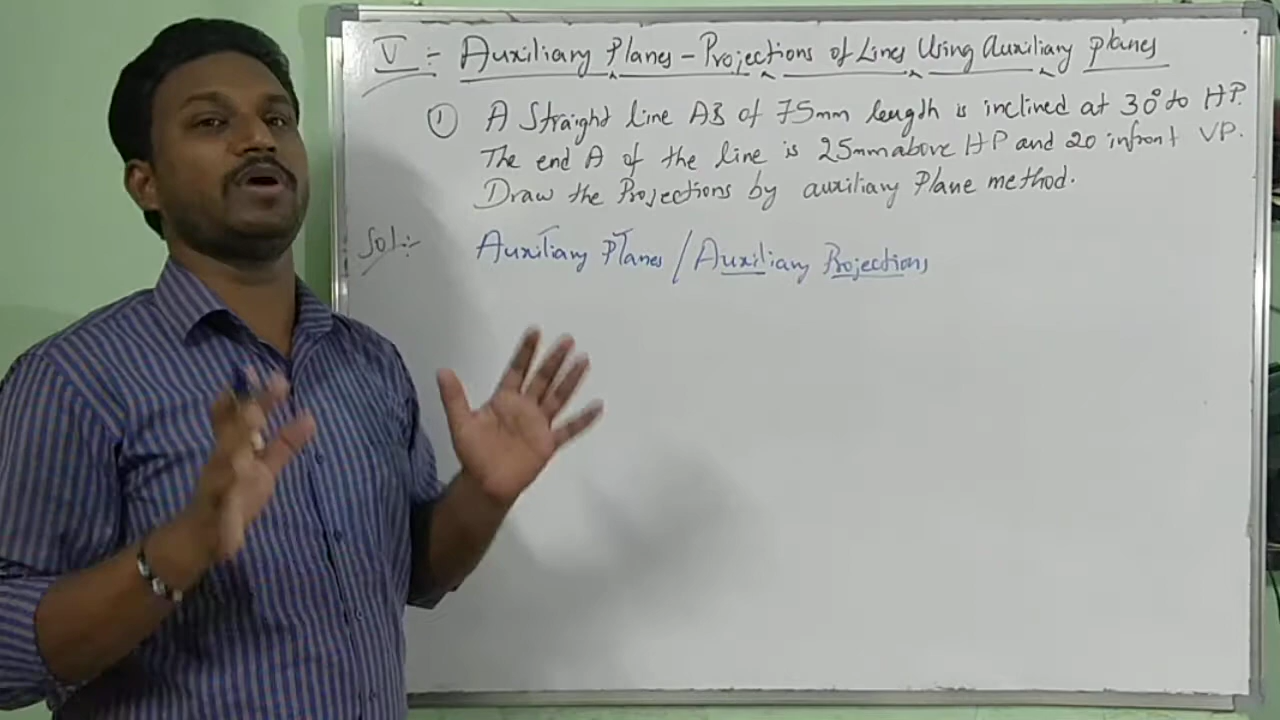 V :- Auxiliary Planes - Projections of Lines Using auxiliary planes
① A Straight line AB of 75mm length is inclined at 30° to HP.
The end A of the line is 25mm above HP and 20 infront VP.
Draw the Projections by auxiliary Plane method.
Sol:-
Auxiliary Planes / Auxiliary Projections